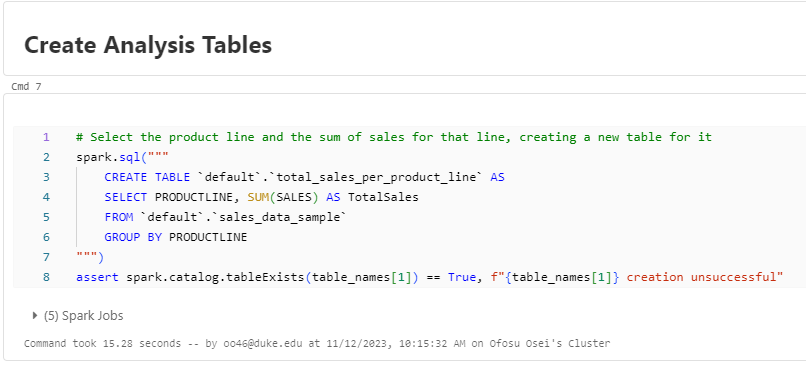 Create Analysis Tables
Cmd 7
1 # Select the product line and the sum of sales for that line, creating a new table for it
2 spark.sql("""
3 CREATE TABLE `default`.`total_sales_per_product_line` AS
4 SELECT PRODUCTLINE, SUM(SALES) AS TotalSales
5 FROM `default`.`sales_data_sample`
6 GROUP BY PRODUCTLINE
7 """)
8 assert spark.catalog.tableExists(table_names[1]) == True, f"{table_names[1]} creation unsuccessful"
(5) Spark Jobs
Command took 15.28 seconds -- by oo46@duke.edu at 11/12/2023, 10:15:32 AM on Ofosu Osei's Cluster